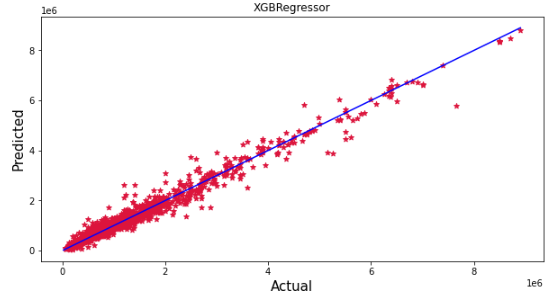 XGBRegressor
1e6
8
6
4
2
0
Predicted
0 2 4 6 8
1e6
Actual